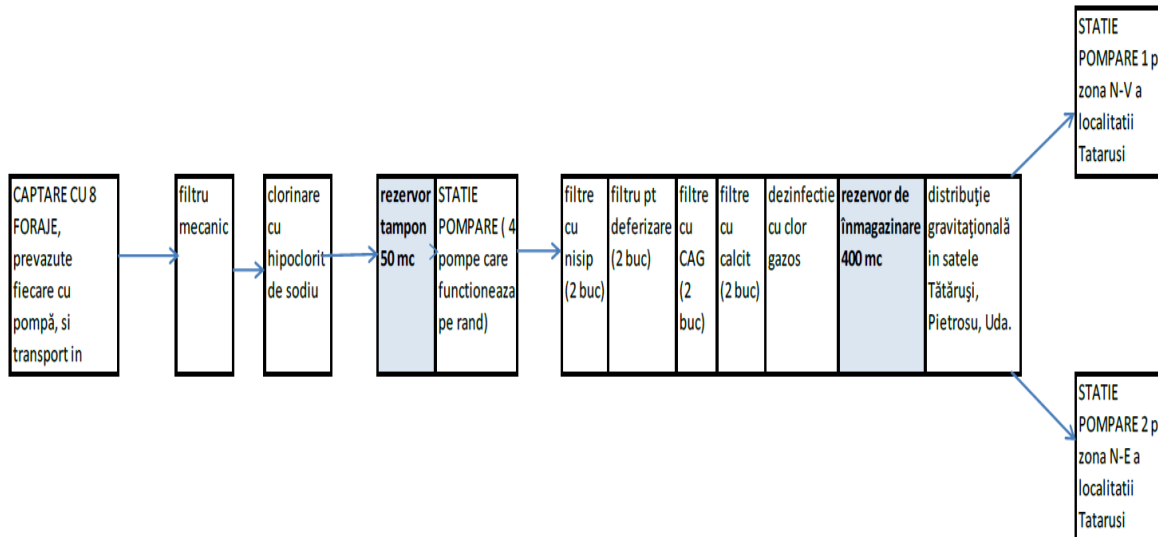 CAPTARE CU 8
FORAJE,
prevazute
fiecare cu
pompă, si
transport in
filtru
mecanic
clorinare
cu
hipoclorit
de sodiu
rezervor
tampon
50 mc
STATIE
POMPARE ( 4
pompe care
functioneaza
pe rand)
filtre
cu
nisip
(2 buc)
filtru pt
deferizare
(2 buc)
filtre
cu
CAG
(2
buc)
filtre
cu
calcit
(2 buc)
dezinfectie
cu clor
gazos
rezervor de
înmagazinare
400 mc
distribuţie
gravitaţională
in satele
Tătăruşi,
Pietrosu, Uda.
STATIE
POMPARE 1 p
zona N-V a
localitatii
Tatarusi
STATIE
POMPARE 2 p
zona N-E a
localitatii
Tatarusi